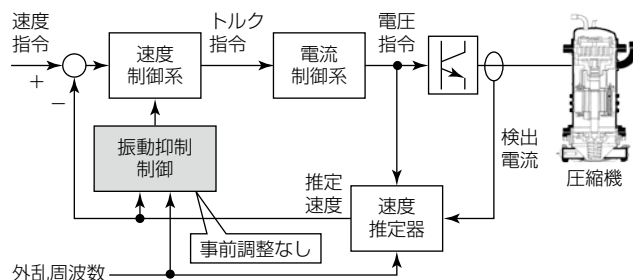 速度
指令
+
−
速度
制御系
トルク
指令
電流
制御系
電圧
指令
検出
電流
圧縮機
振動抑制
制御
推定
速度
速度
推定器
事前調整なし
外乱周波数